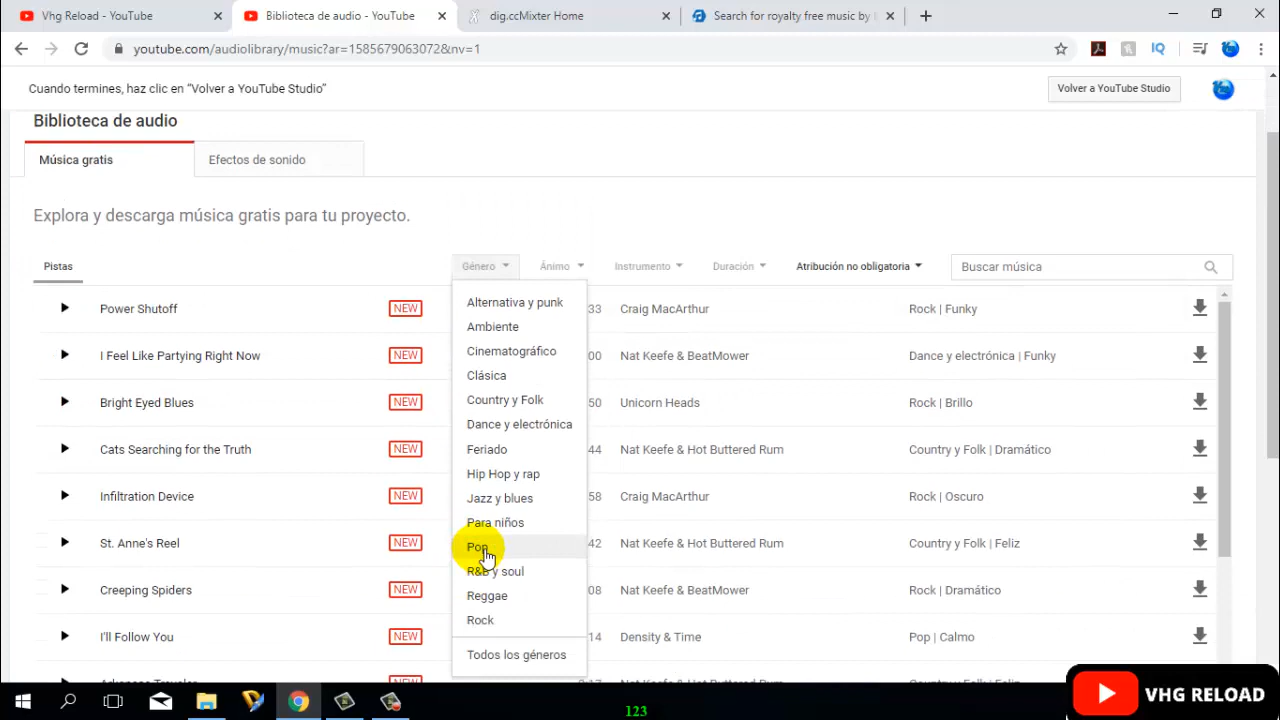 Vhg Reload - YouTube
Biblioteca de audio - YouTube
dig.ccMixter Home
Search for royalty free music by
youtube.com/audiolibrary/music?ar=1585679063072&nv=1
IQ
Cuando termines, haz clic en "Volver a YouTube Studio"
Volver a YouTube Studio
Biblioteca de audio
Música gratis
Efectos de sonido
Explora y descarga música gratis para tu proyecto.
Pistas
Género
Ánimo
Instrumento
Duración
Atribución no obligatoria
Buscar música
Alternativa y punk
Ambiente
Cinematográfico
Clásica
Country y Folk
Dance y electrónica
Feriado
Hip Hop y rap
Jazz y blues
Para niños
Pop
R&B y soul
Reggae
Rock
Todos los géneros
Power Shutoff NEW 33 Craig MacArthur Rock | Funky
I Feel Like Partying Right Now NEW 00 Nat Keefe & BeatMower Dance y electrónica | Funky
Bright Eyed Blues NEW 50 Unicorn Heads Rock | Brillo
Cats Searching for the Truth NEW 44 Nat Keefe & Hot Buttered Rum Country y Folk | Dramático
Infiltration Device NEW 58 Craig MacArthur Rock | Oscuro
St. Anne's Reel NEW 42 Nat Keefe & Hot Buttered Rum Country y Folk | Feliz
Creeping Spiders NEW 08 Nat Keefe & BeatMower Rock | Dramático
I'll Follow You NEW 14 Density & Time Pop | Calmo
VHG RELOAD
123